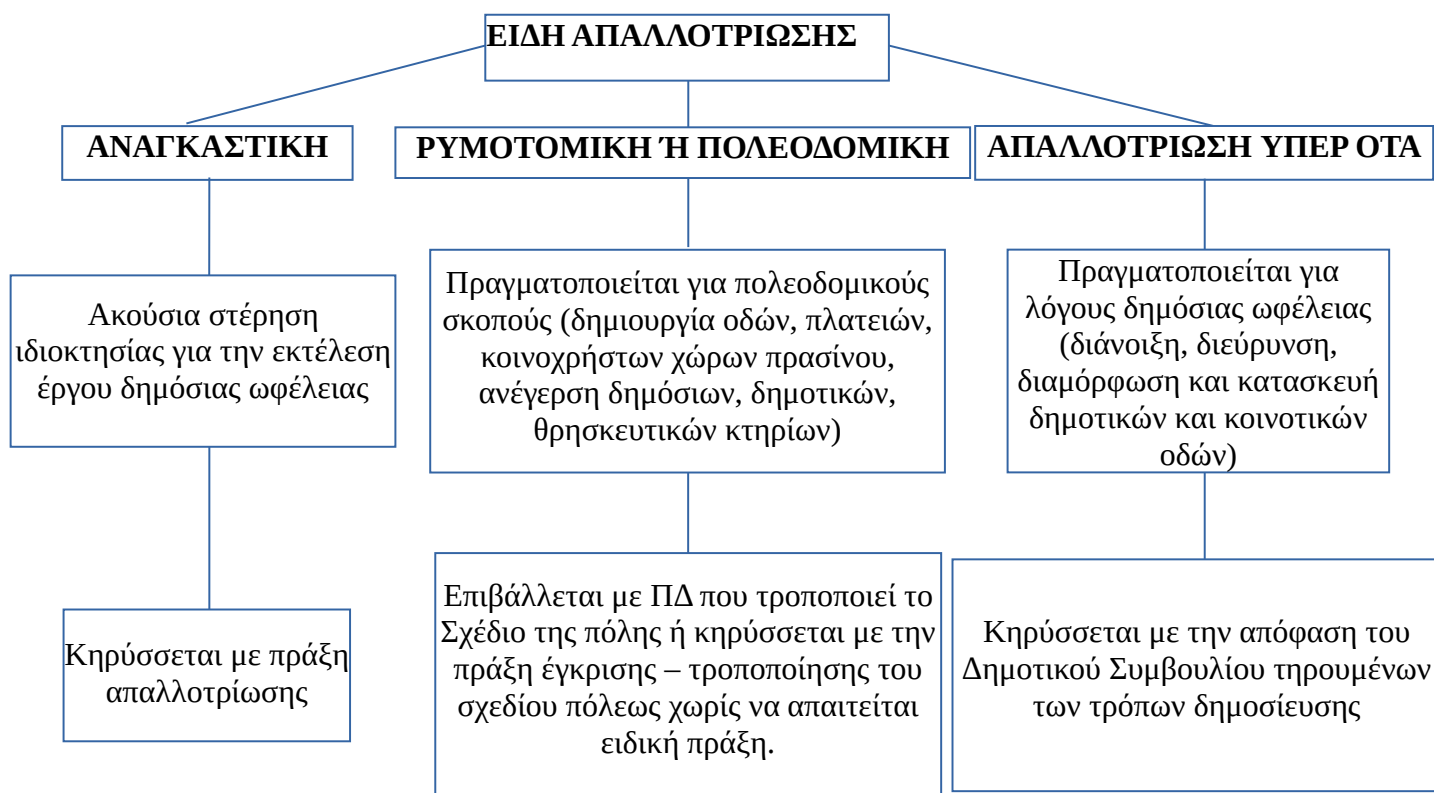 ΕΙΔΗ ΑΠΑΛΛΟΤΡΙΩΣΗΣ
ΑΝΑΓΚΑΣΤΙΚΗ
ΡΥΜΟΤΟΜΙΚΗ Ή ΠΟΛΕΟΔΟΜΙΚΗ
ΑΠΑΛΛΟΤΡΙΩΣΗ ΥΠΕΡ ΟΤΑ
Ακούσια στέρηση
ιδιοκτησίας για την εκτέλεση
έργου δημόσιας ωφέλειας
Πραγματοποιείται για πολεοδομικούς
σκοπούς (δημιουργία οδών, πλατειών,
κοινοχρήστων χώρων πρασίνου,
ανέγερση δημόσιων, δημοτικών,
θρησκευτικών κτηρίων)
Πραγματοποιείται για
λόγους δημόσιας ωφέλειας
(διάνοιξη, διεύρυνση,
διαμόρφωση και κατασκευή
δημοτικών και κοινοτικών
οδών)
Κηρύσσεται με πράξη
απαλλοτρίωσης
Επιβάλλεται με ΠΔ που τροποποιεί το
Σχέδιο της πόλης ή κηρύσσεται με την
πράξη έγκρισης – τροποποίησης του
σχεδίου πόλεως χωρίς να απαιτείται
ειδική πράξη.
Κηρύσσεται με την απόφαση του
Δημοτικού Συμβουλίου τηρουμένων
των τρόπων δημοσίευσης